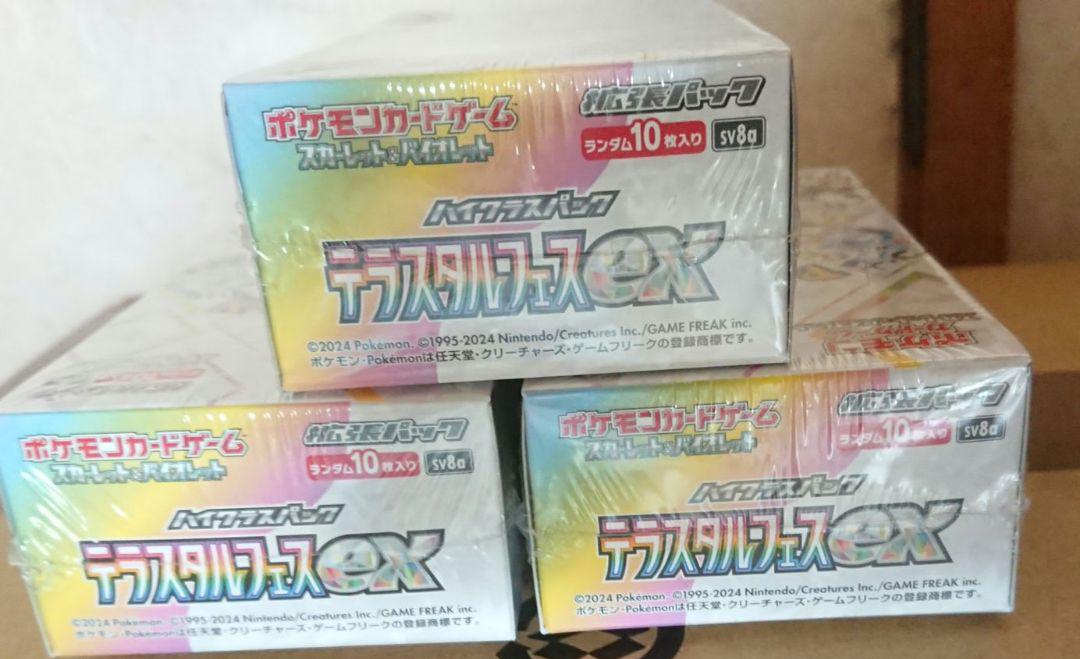 ポケモンカードゲーム
スカーレット&バイオレット
拡張パック
ランダム10枚入り SV8a
ハイクラスパック
テラスタルフェスex
©2024 Pokémon. ©1995-2024 Nintendo/Creatures Inc./GAME FREAK inc.
ポケモン・Pokémonは任天堂・クリーチャーズ・ゲームフリークの登録商標です。
ポケモンカードゲーム
スカーレット&バイオレット
拡張パック
ランダム10枚入り SV8a
ハイクラスパック
テラスタルフェスex
©2024 Pokémon. ©1995-2024 Nintendo/Creatures Inc./GAME FREAK inc.
ポケモン・Pokémonは任天堂・クリーチャーズ・ゲームフリークの登録商標です。
ポケモン
カードゲーム
ポケモンカードゲーム
スカーレット&バイオレット
拡張パック
ランダム10枚入り SV8a
ハイクラスパック
テラスタルフェスex
©2024 Pokémon. ©1995-2024 Nintendo/Creatures Inc./GAME FREAK inc.
ポケモン・Pokémonは任天堂・クリーチャーズ・ゲームフリークの登録商標です。